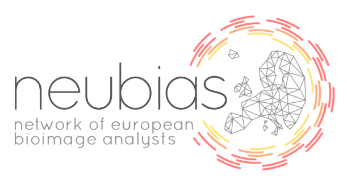 neubias
network of european
bioimage analysts